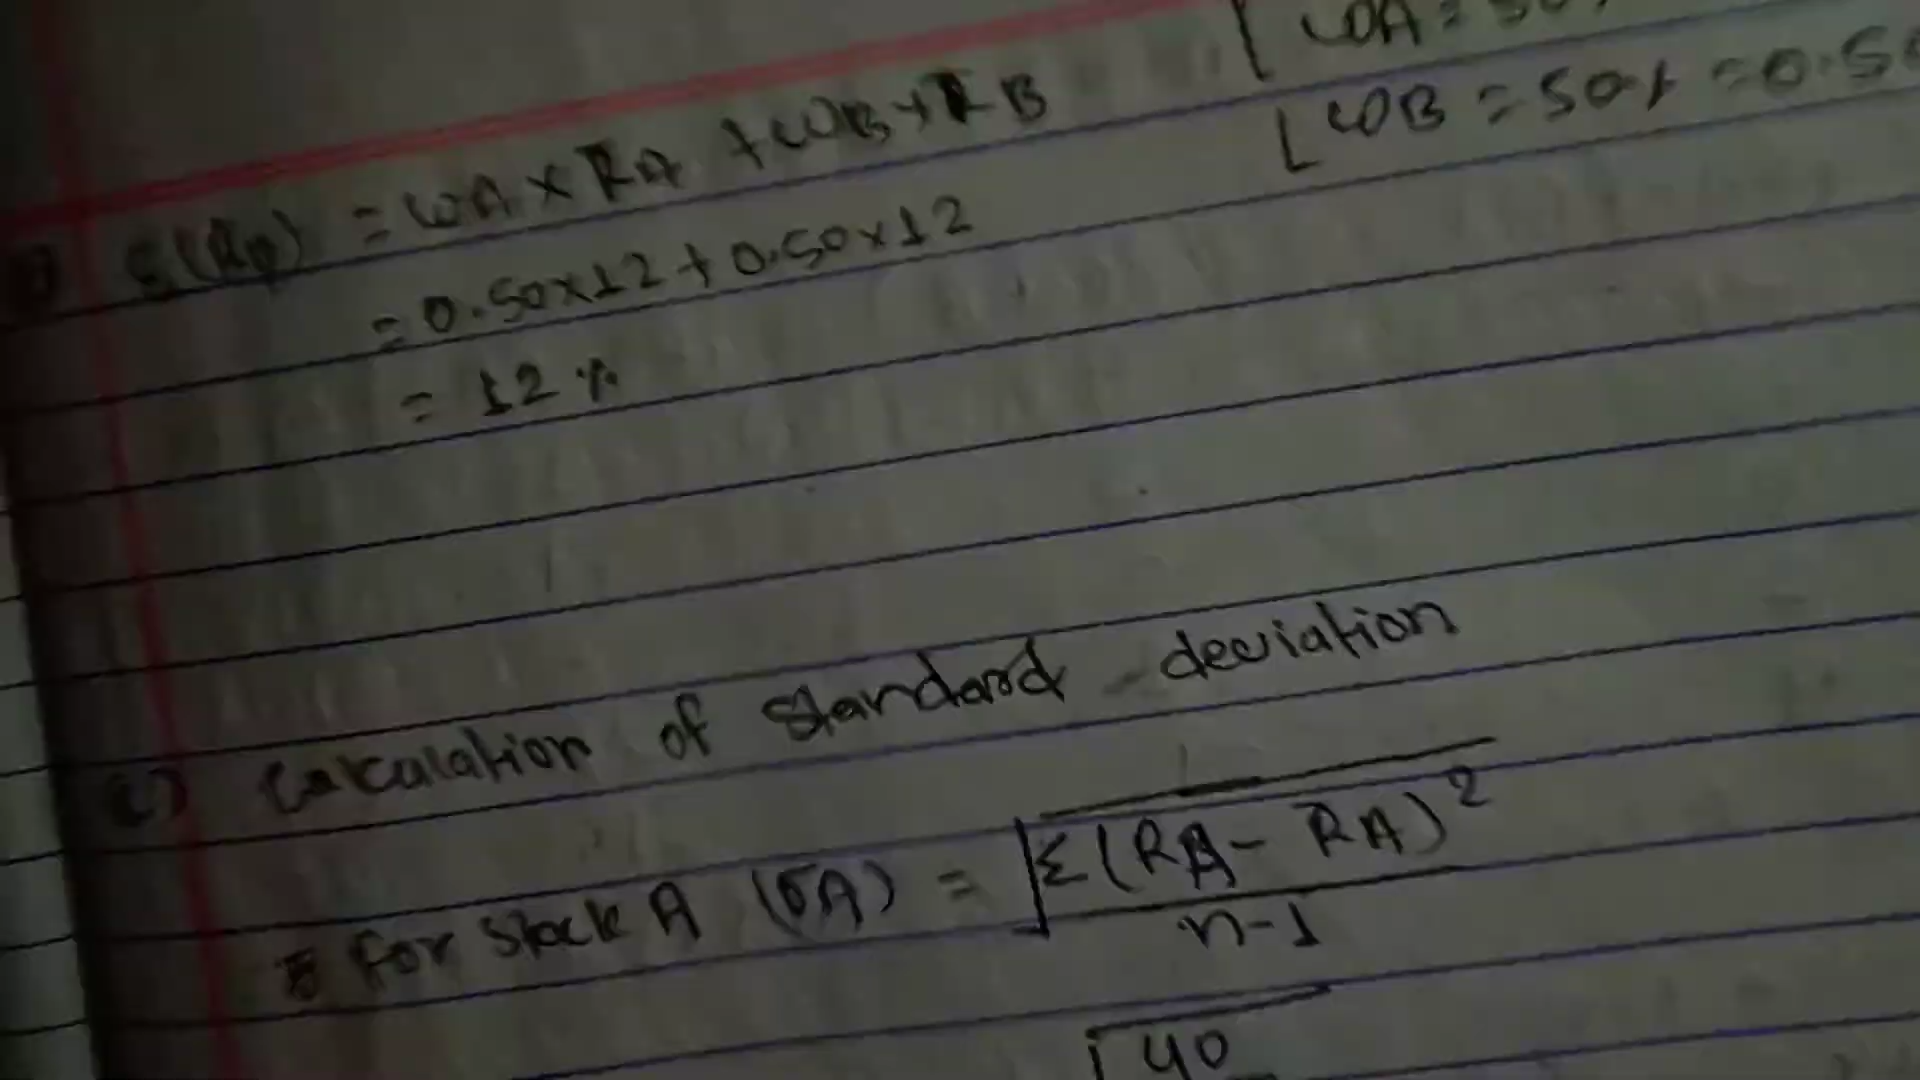 [ WA = 50
[ WB = 50% = 0.50
E(Rp) = WA × RA + WB × RB
= 0.50×12 + 0.50×12
= 12 %
c) Calculation of standard deviation
for stock A (σA) = √Σ(RA - RA)²
n-1
√40